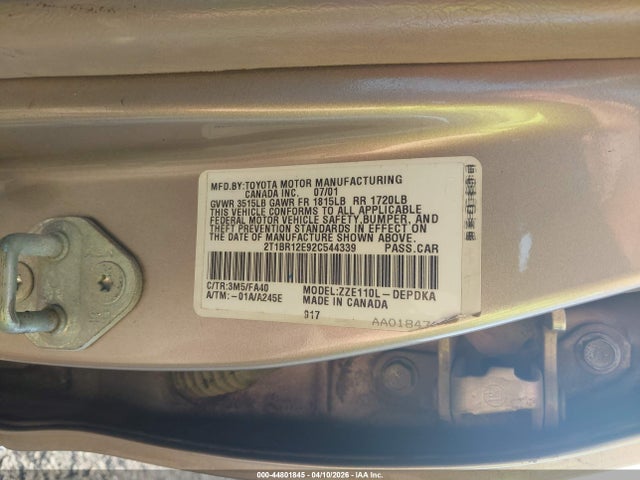 MFD.BY:TOYOTA MOTOR MANUFACTURING
CANADA INC. 07/01
GVWR 3515LB GAWR FR 1815LB RR 1720LB
THIS VEHICLE CONFORMS TO ALL APPLICABLE
FEDERAL MOTOR VEHICLE SAFETY,BUMPER, AND
THEFT PREVENTION STANDARDS IN EFFECT ON
THE DATE OF MANUFACTURE SHOWN ABOVE.
2T1BR12E92C544339 PASS.CAR
C/TR:3M5/FA40 MODEL:ZZE110L-DEPDKA
A/TM:-01A/A245E MADE IN CANADA
917
000-44801845 - 04/10/2026 - IAA Inc.